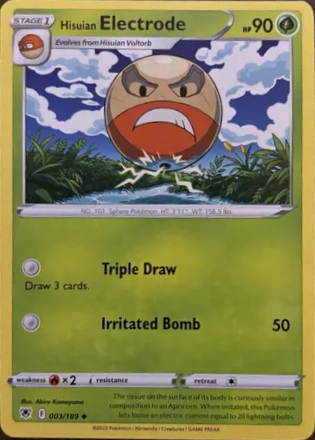 STAGE 1
Hisuian Electrode HP 90
Evolves from Hisuian Voltorb
NO. 101 Sphere Pokémon HT: 3'11" WT: 156.5 lbs.
Triple Draw
Draw 3 cards.
Irritated Bomb 50
weakness ×2 resistance retreat
Illus. Akira Komayama
The tissue on the surface of its body is curiously similar in
composition to an Apricorn. When irritated, this Pokémon
lets loose an electric current equal to 20 lightning bolts.
003/189
©2022 Pokémon / Nintendo / Creatures / GAME FREAK